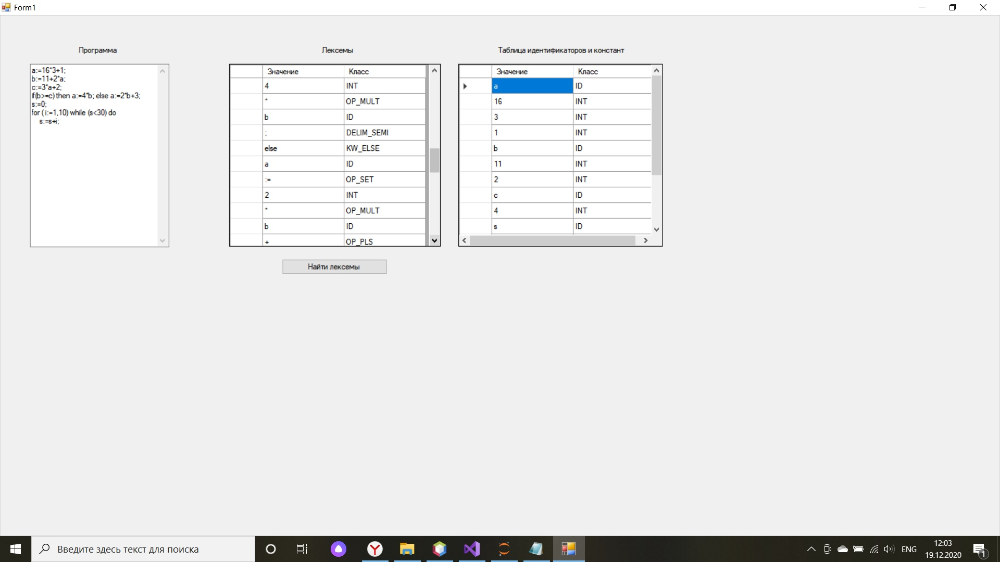 Form1
Программа
a:=16*3+1;
b:=11+2*a;
c:=3*a+2;
if(b>=c) then a:=4*b; else a:=2*b+3;
s:=0;
for ( i:=1,10) while (s<30) do
s:=s+i;
Лексемы
Значение Класс
4 INT
* OP_MULT
b ID
; DELIM_SEMI
else KW_ELSE
a ID
:= OP_SET
2 INT
* OP_MULT
b ID
+ OP_PLS
Найти лексемы
Таблица идентификаторов и констант
Значение Класс
a ID
16 INT
3 INT
1 INT
b ID
11 INT
2 INT
c ID
4 INT
s ID
Введите здесь текст для поиска
ENG
12:03
19.12.2020
1